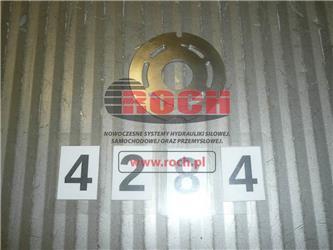 ROCH
NOWOCZESNE SYSTEMY HYDRAULIKI SIŁOWEJ,
SAMOCHODOWEJ ORAZ PRZEMYSŁOWEJ.
www.roch.pl
4 2 8 4